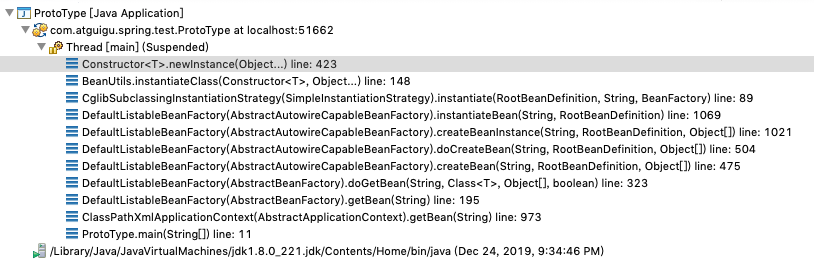 ProtoType [Java Application]
com.atguigu.spring.test.ProtoType at localhost:51662
Thread [main] (Suspended)
Constructor<T>.newInstance(Object...) line: 423
BeanUtils.instantiateClass(Constructor<T>, Object...) line: 148
CglibSubclassingInstantiationStrategy(SimpleInstantiationStrategy).instantiate(RootBeanDefinition, String, BeanFactory) line: 89
DefaultListableBeanFactory(AbstractAutowireCapableBeanFactory).instantiateBean(String, RootBeanDefinition) line: 1069
DefaultListableBeanFactory(AbstractAutowireCapableBeanFactory).createBeanInstance(String, RootBeanDefinition, Object[]) line: 1021
DefaultListableBeanFactory(AbstractAutowireCapableBeanFactory).doCreateBean(String, RootBeanDefinition, Object[]) line: 504
DefaultListableBeanFactory(AbstractAutowireCapableBeanFactory).createBean(String, RootBeanDefinition, Object[]) line: 475
DefaultListableBeanFactory(AbstractBeanFactory).doGetBean(String, Class<T>, Object[], boolean) line: 323
DefaultListableBeanFactory(AbstractBeanFactory).getBean(String) line: 195
ClassPathXmlApplicationContext(AbstractApplicationContext).getBean(String) line: 973
ProtoType.main(String[]) line: 11
/Library/Java/JavaVirtualMachines/jdk1.8.0_221.jdk/Contents/Home/bin/java (Dec 24, 2019, 9:34:46 PM)